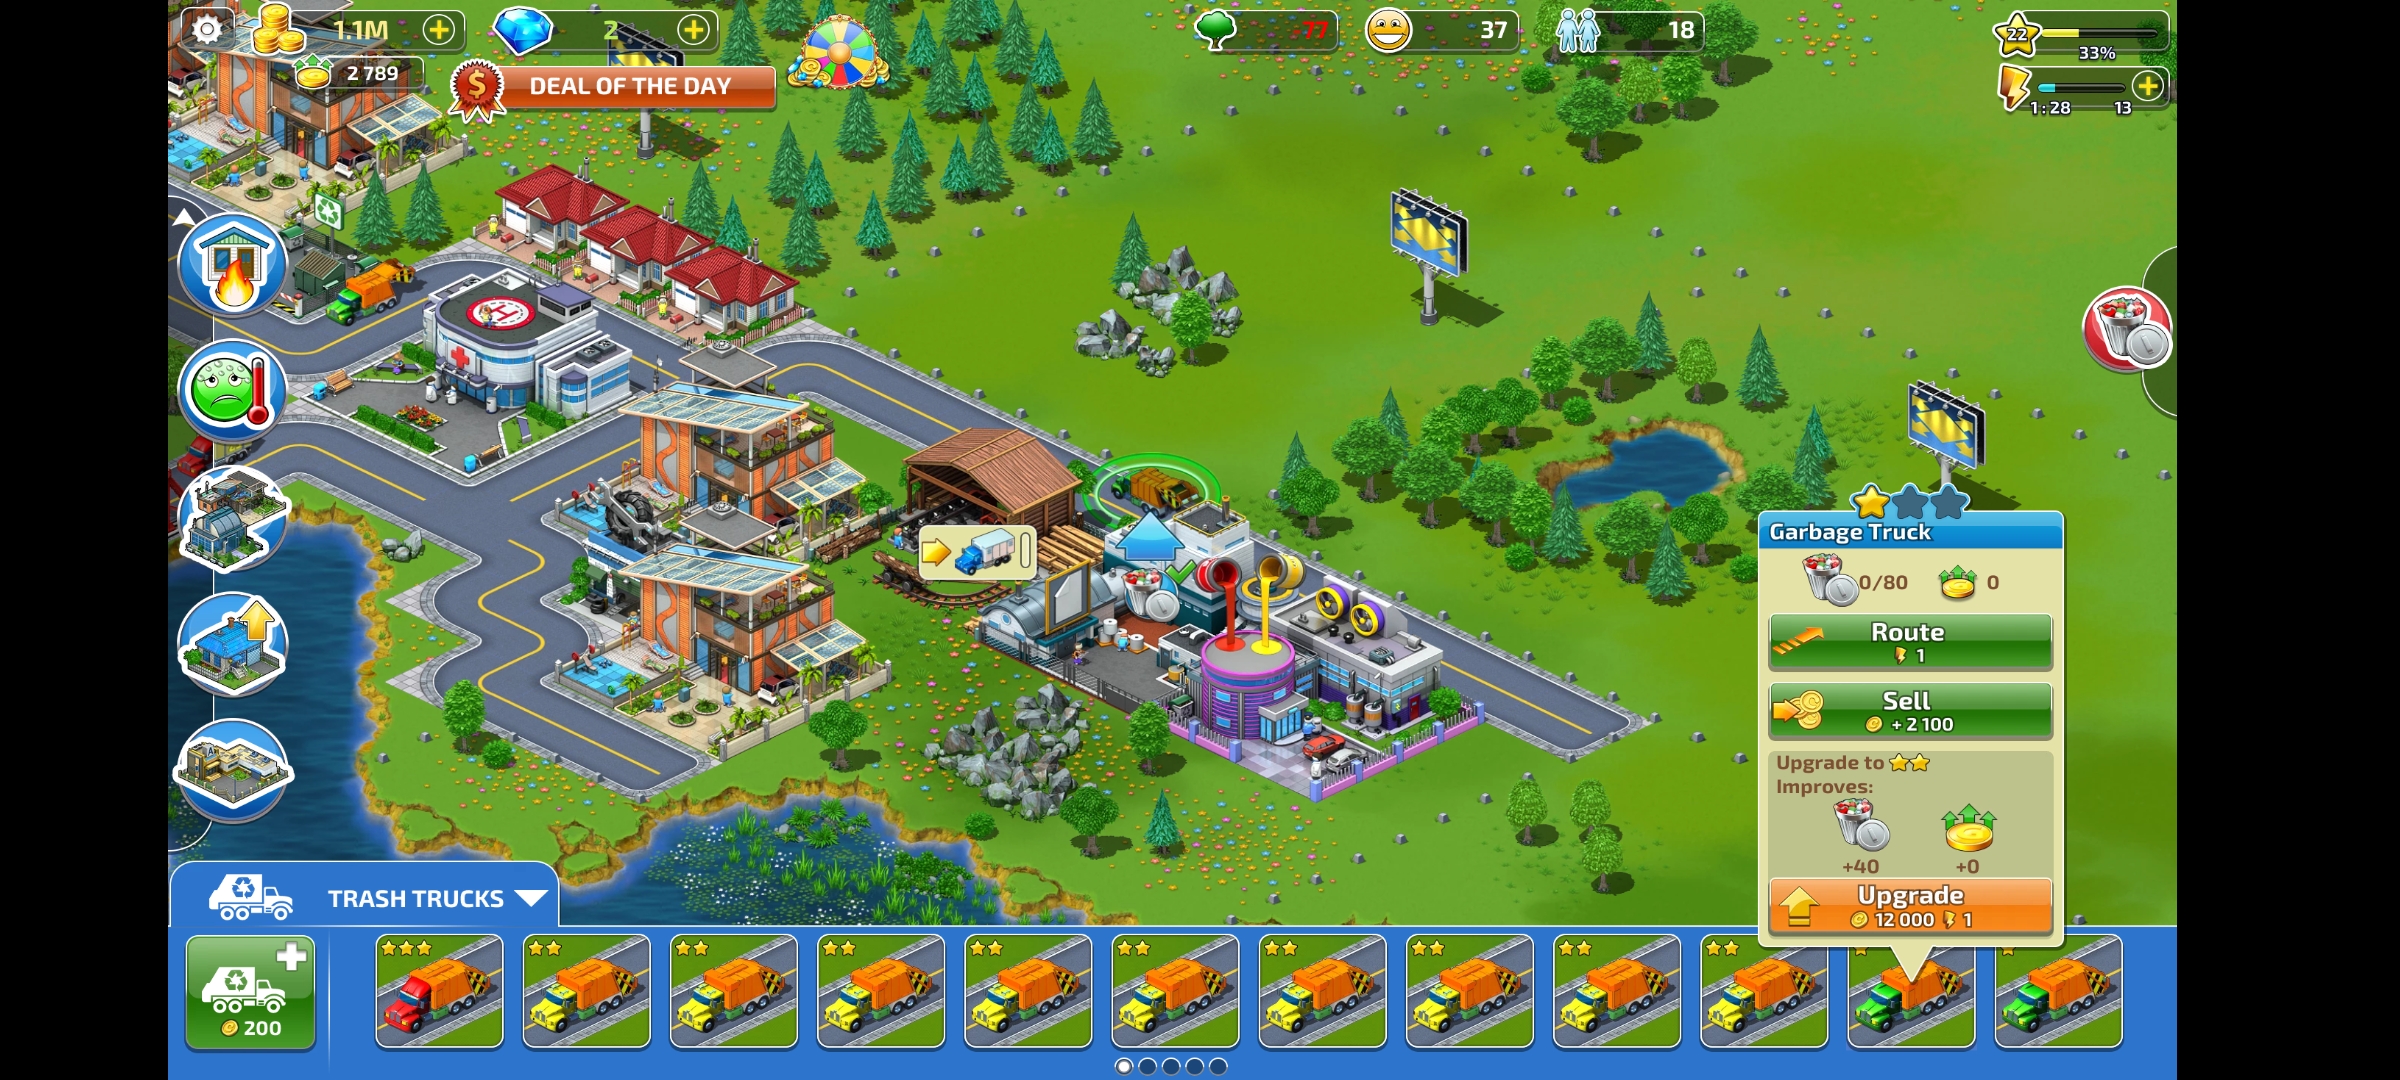 1.1M
2
-77
37
18
22
33%
2 789
DEAL OF THE DAY
1:28
13
H
0
Garbage Truck
0/80
0
Route
1
Sell
+ 2 100
Upgrade to
Improves:
+40
+0
Upgrade
12 000 1
TRASH TRUCKS
200